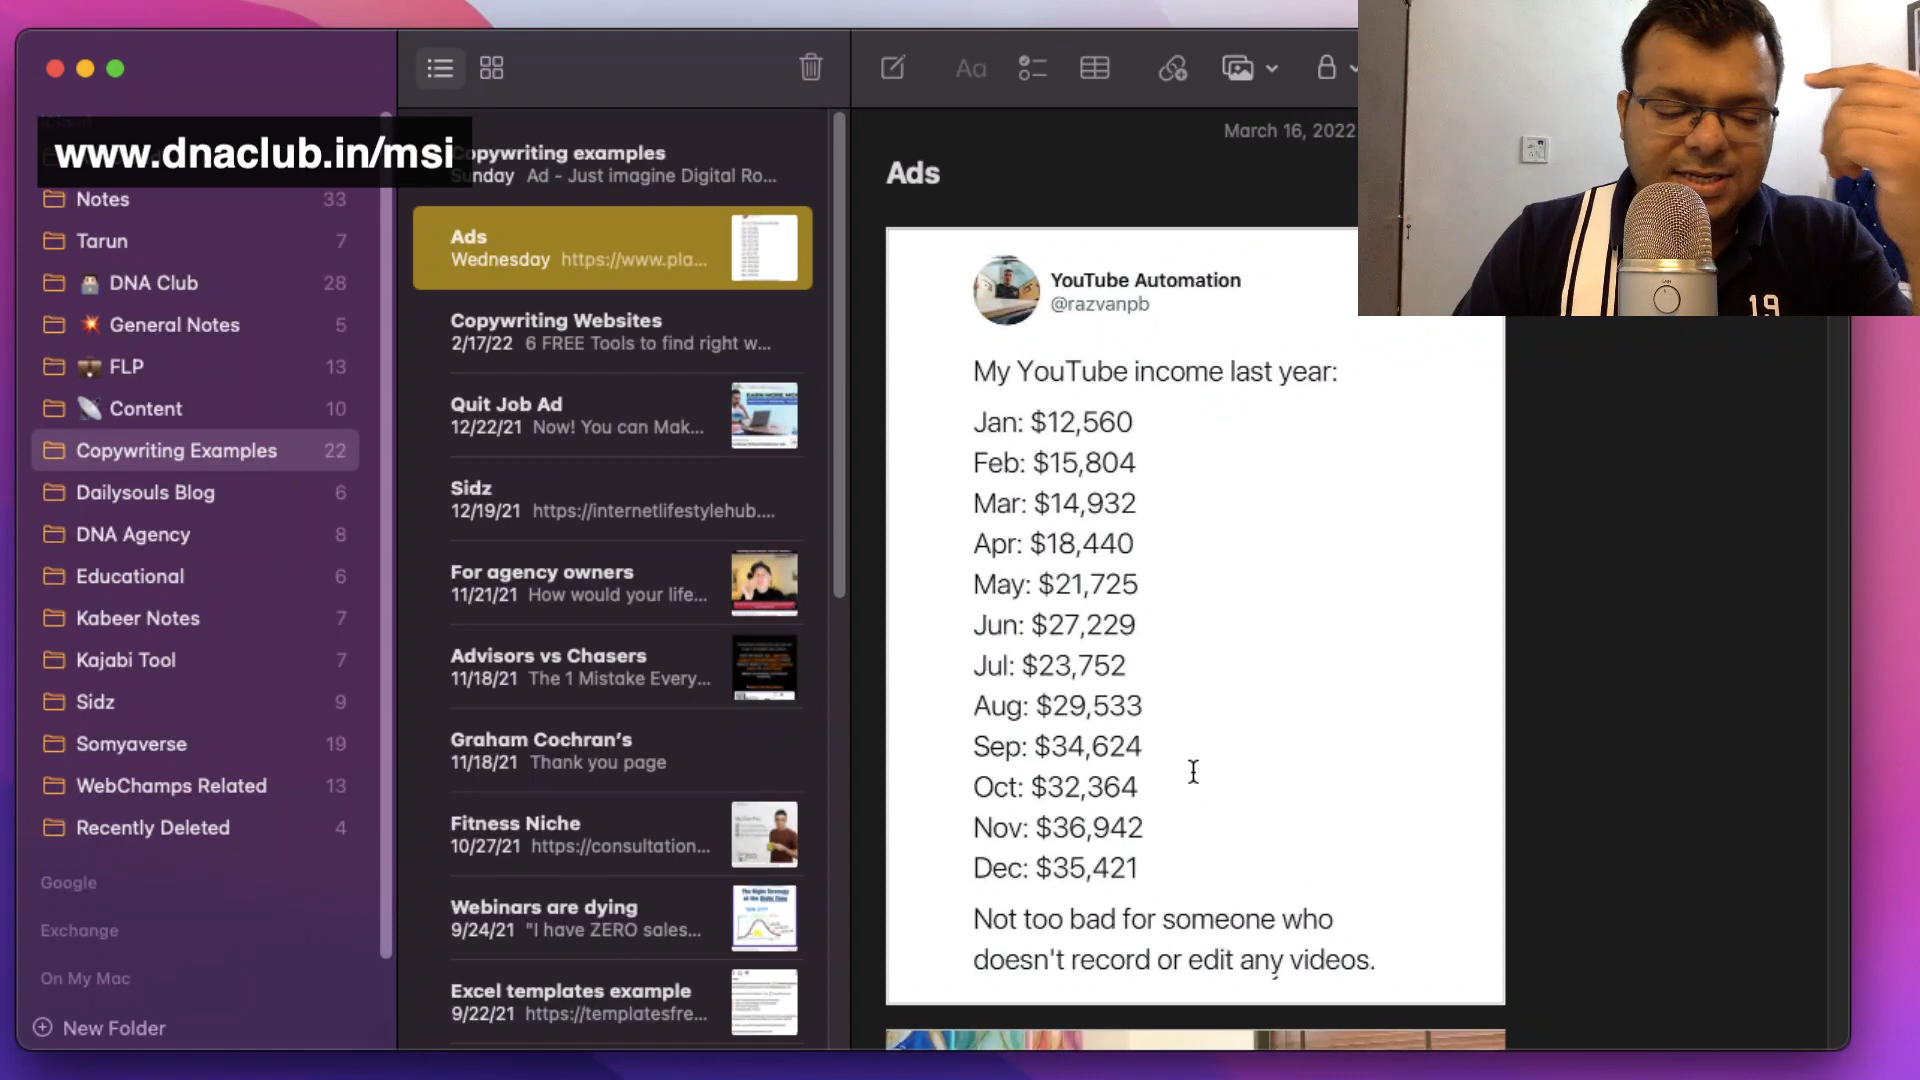 www.dnaclub.in/msi
Notes 33
Tarun 7
DNA Club 28
General Notes 5
FLP 13
Content 10
Copywriting Examples 22
Dailysouls Blog 6
DNA Agency 8
Educational 6
Kabeer Notes 7
Kajabi Tool 7
Sidz 9
Somyaverse 19
WebChamps Related 13
Recently Deleted 4
Google
Exchange
On My Mac
New Folder
Copywriting examples
Sunday Ad - Just imagine Digital Ro...
Ads
Wednesday https://www.pla...
Copywriting Websites
2/17/22 6 FREE Tools to find right w...
Quit Job Ad
12/22/21 Now! You can Mak...
Sidz
12/19/21 https://internetlifestylehub....
For agency owners
11/21/21 How would your life...
Advisors vs Chasers
11/18/21 The 1 Mistake Every...
Graham Cochran’s
11/18/21 Thank you page
Fitness Niche
10/27/21 https://consultation...
Webinars are dying
9/24/21 "I have ZERO sales...
Excel templates example
9/22/21 https://templatesfre...
Aa
March 16, 2022
Ads
YouTube Automation
@razvanpb
My YouTube income last year:
Jan: $12,560
Feb: $15,804
Mar: $14,932
Apr: $18,440
May: $21,725
Jun: $27,229
Jul: $23,752
Aug: $29,533
Sep: $34,624
Oct: $32,364
Nov: $36,942
Dec: $35,421
Not too bad for someone who
doesn't record or edit any videos.
19